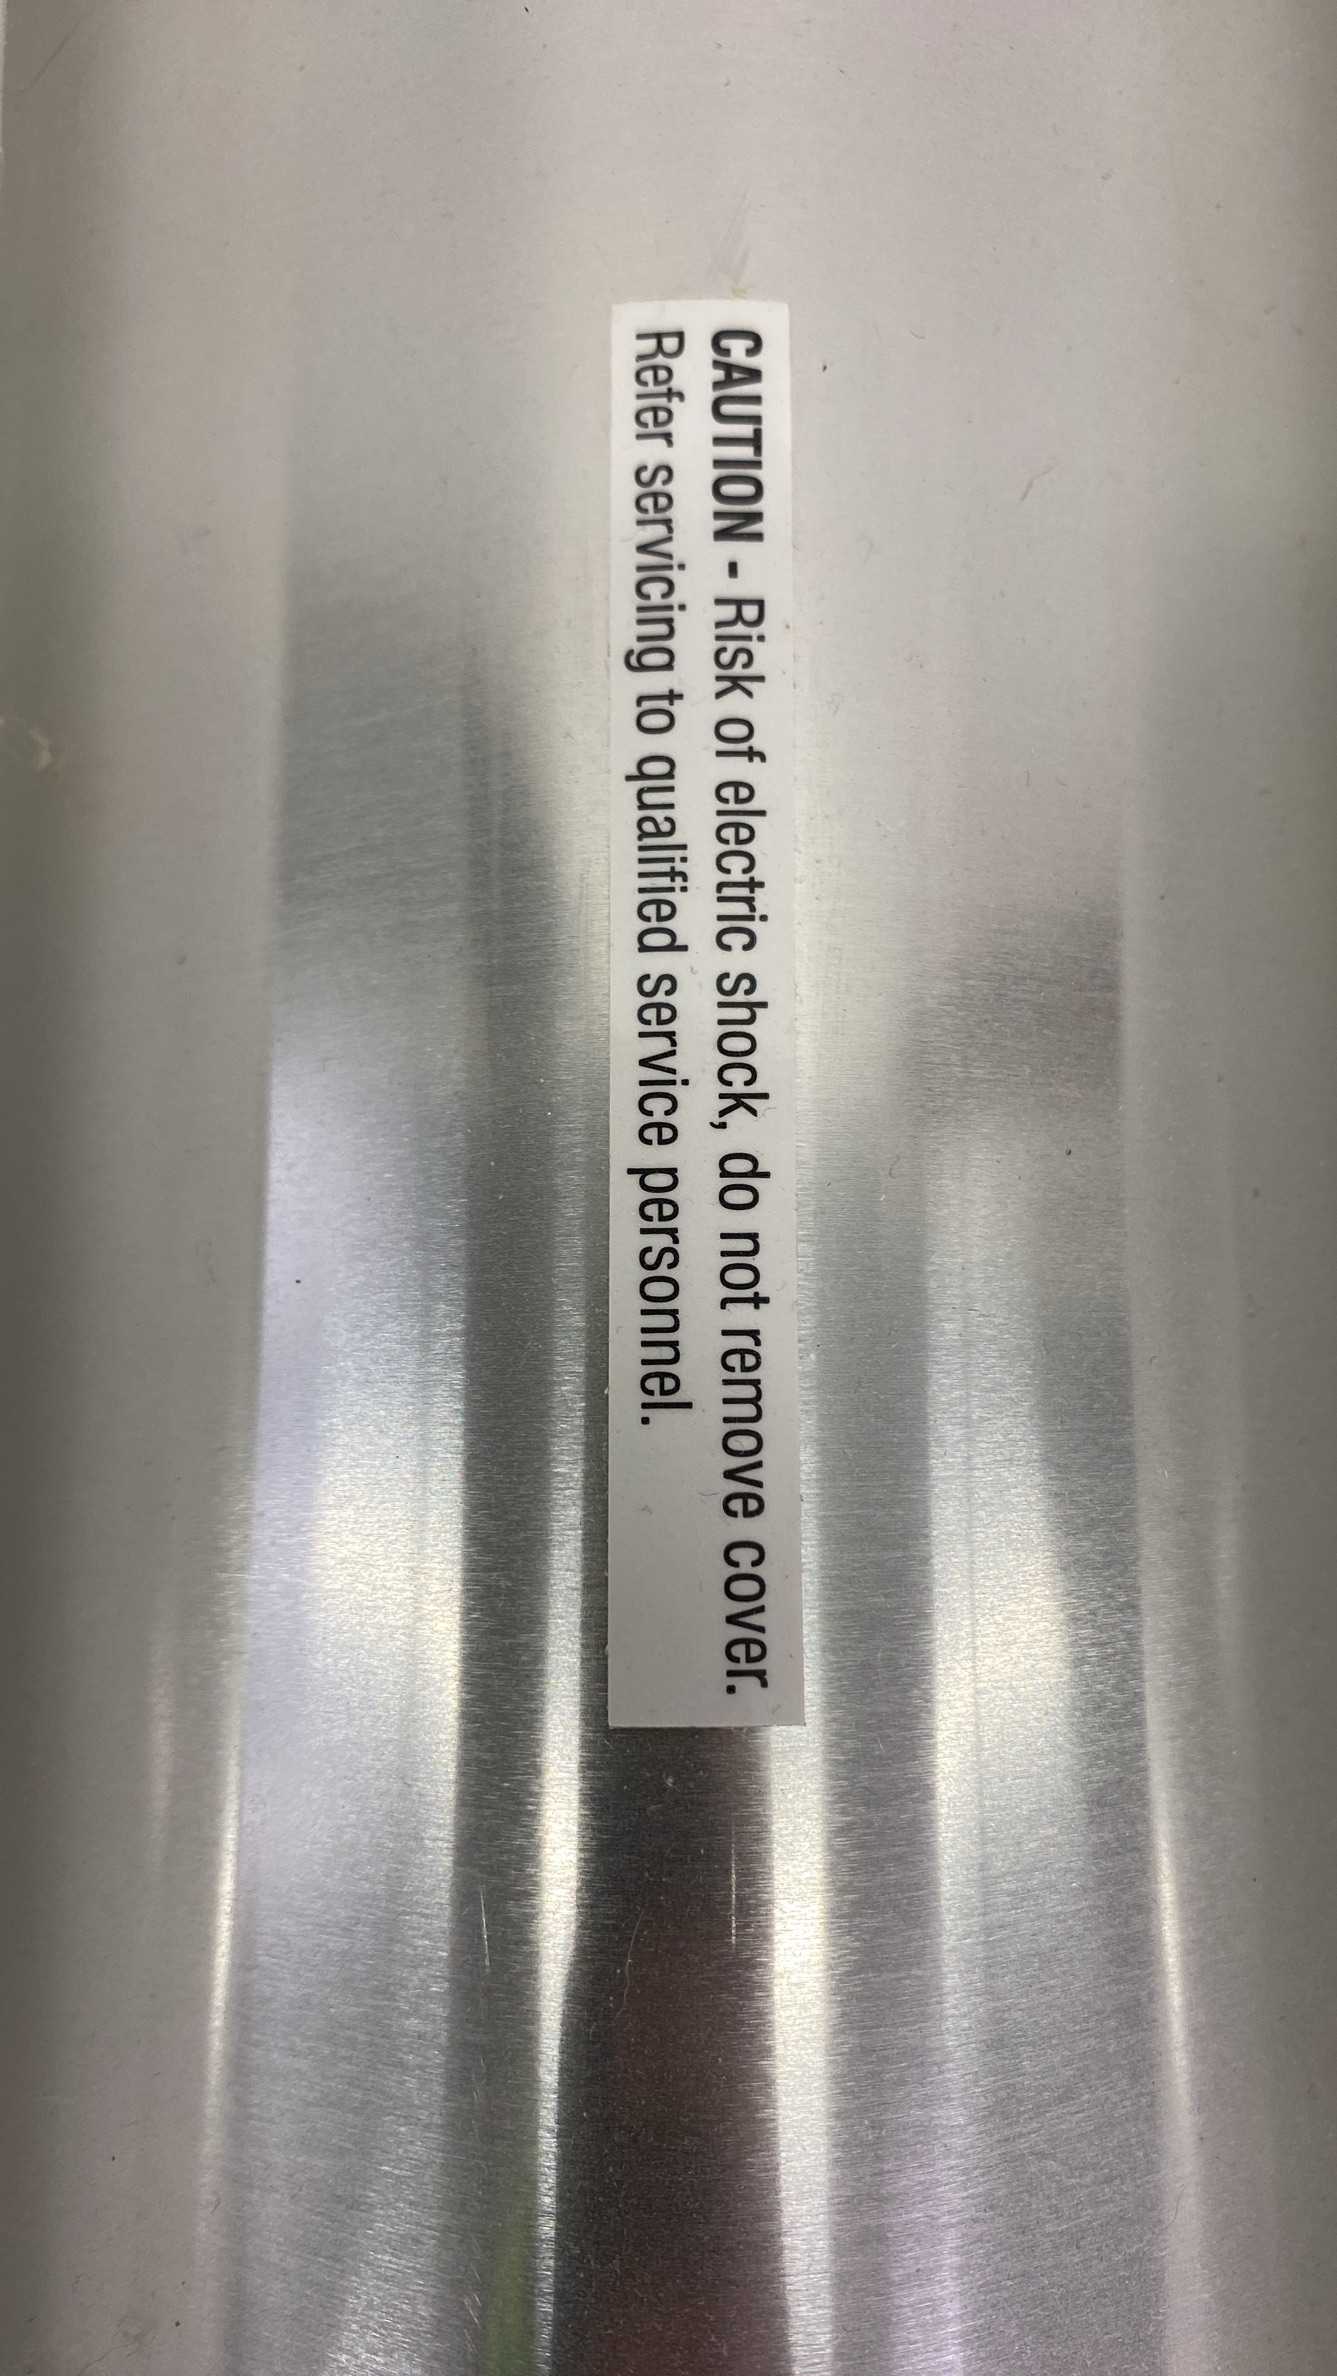 CAUTION - Risk of electric shock, do not remove cover.
Refer servicing to qualified service personnel.